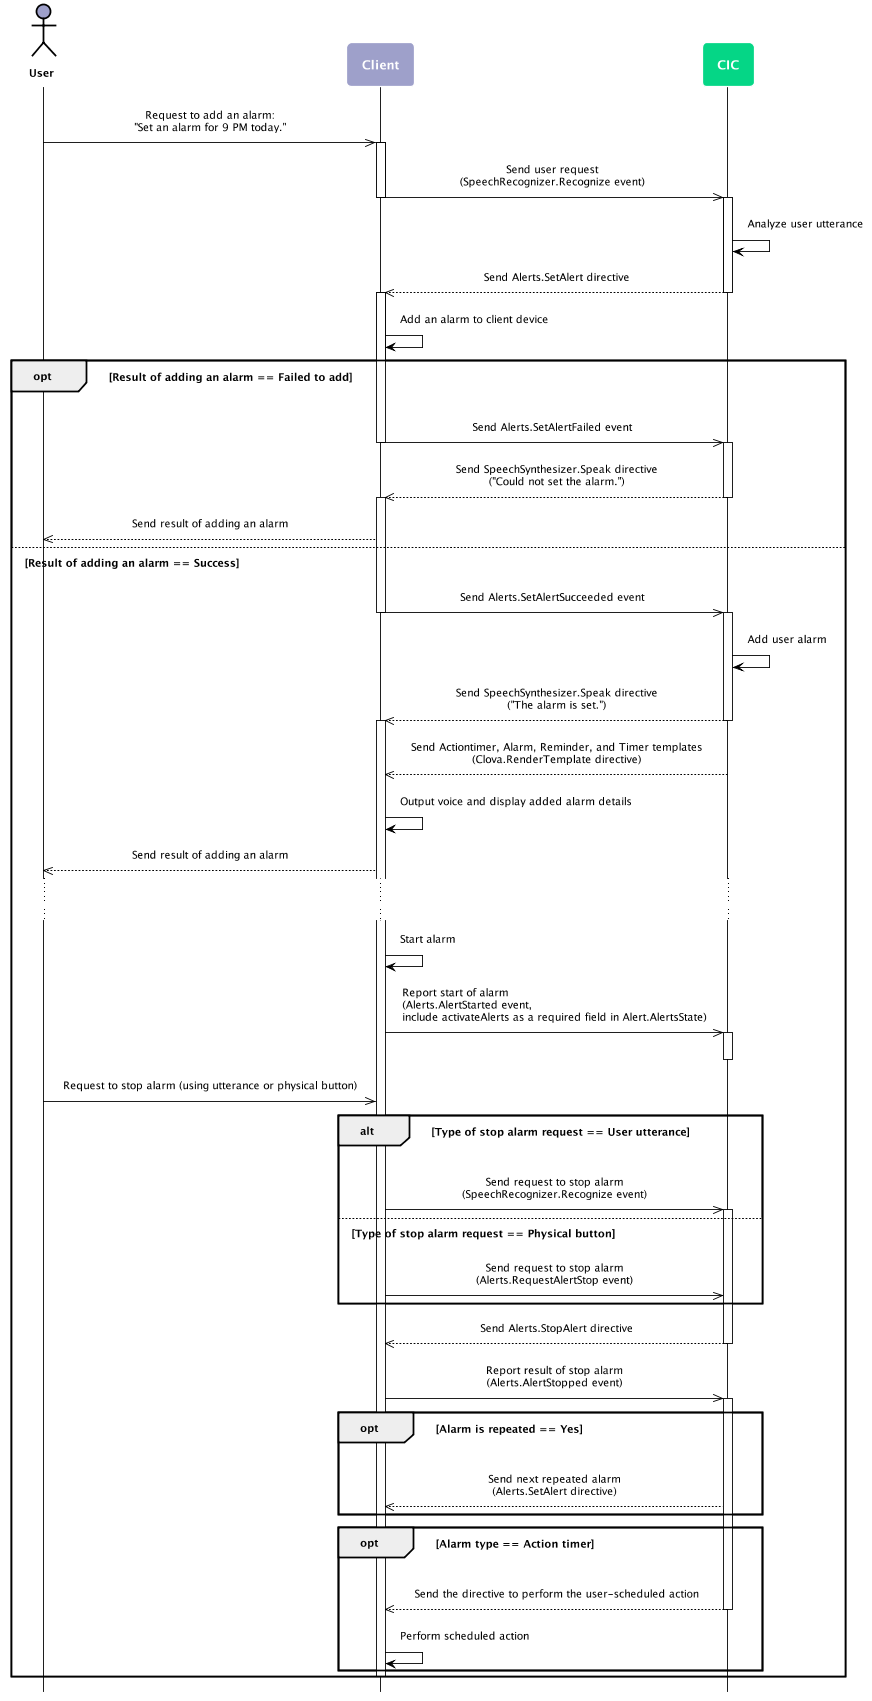 User
Client
CIC
Request to add an alarm:
"Set an alarm for 9 PM today."
Send user request
(SpeechRecognizer.Recognize event)
Analyze user utterance
Send Alerts.SetAlert directive
Add an alarm to client device
opt
[Result of adding an alarm == Failed to add]
Send Alerts.SetAlertFailed event
Send SpeechSynthesizer.Speak directive
("Could not set the alarm.")
Send result of adding an alarm
[Result of adding an alarm == Success]
Send Alerts.SetAlertSucceeded event
Add user alarm
Send SpeechSynthesizer.Speak directive
("The alarm is set.")
Send Actiontimer, Alarm, Reminder, and Timer templates
(Clova.RenderTemplate directive)
Output voice and display added alarm details
Send result of adding an alarm
Start alarm
Report start of alarm
(Alerts.AlertStarted event,
include activateAlerts as a required field in Alert.AlertsState)
Request to stop alarm (using utterance or physical button)
alt
[Type of stop alarm request == User utterance]
Send request to stop alarm
(SpeechRecognizer.Recognize event)
[Type of stop alarm request == Physical button]
Send request to stop alarm
(Alerts.RequestAlertStop event)
Send Alerts.StopAlert directive
Report result of stop alarm
(Alerts.AlertStopped event)
opt
[Alarm is repeated == Yes]
Send next repeated alarm
(Alerts.SetAlert directive)
opt
[Alarm type == Action timer]
Send the directive to perform the user-scheduled action
Perform scheduled action